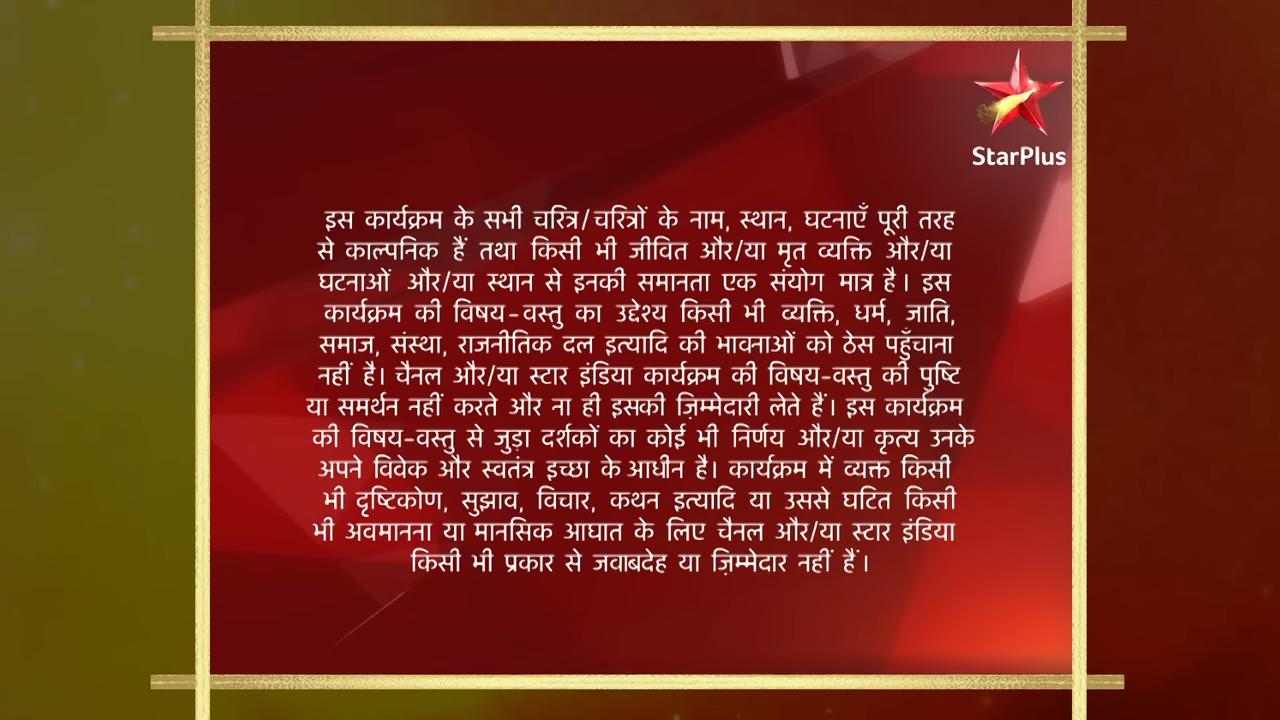 StarPlus
इस कार्यक्रम के सभी चरित्र/चरित्रों के नाम, स्थान, घटनाएँ पूरी तरह
से काल्पनिक हैं तथा किसी भी जीवित और/या मृत व्यक्ति और/या
घटनाओं और/या स्थान से इनकी समानता एक संयोग मात्र है। इस
कार्यक्रम की विषय-वस्तु का उद्देश्य किसी भी व्यक्ति, धर्म, जाति,
समाज, संस्था, राजनीतिक दल इत्यादि की भावनाओं को ठेस पहुँचाना
नहीं है। चैनल और/या स्टार इंडिया कार्यक्रम की विषय-वस्तु की पुष्टि
या समर्थन नहीं करते और ना ही इसकी ज़िम्मेदारी लेते हैं। इस कार्यक्रम
की विषय-वस्तु से जुड़ा दर्शकों का कोई भी निर्णय और/या कृत्य उनके
अपने विवेक और स्वतंत्र इच्छा के आधीन है। कार्यक्रम में व्यक्त किसी
भी दृष्टिकोण, सुझाव, विचार, कथन इत्यादि या उससे घटित किसी
भी अवमानना या मानसिक आघात के लिए चैनल और/या स्टार इंडिया
किसी भी प्रकार से जवाबदेह या ज़िम्मेदार नहीं हैं।